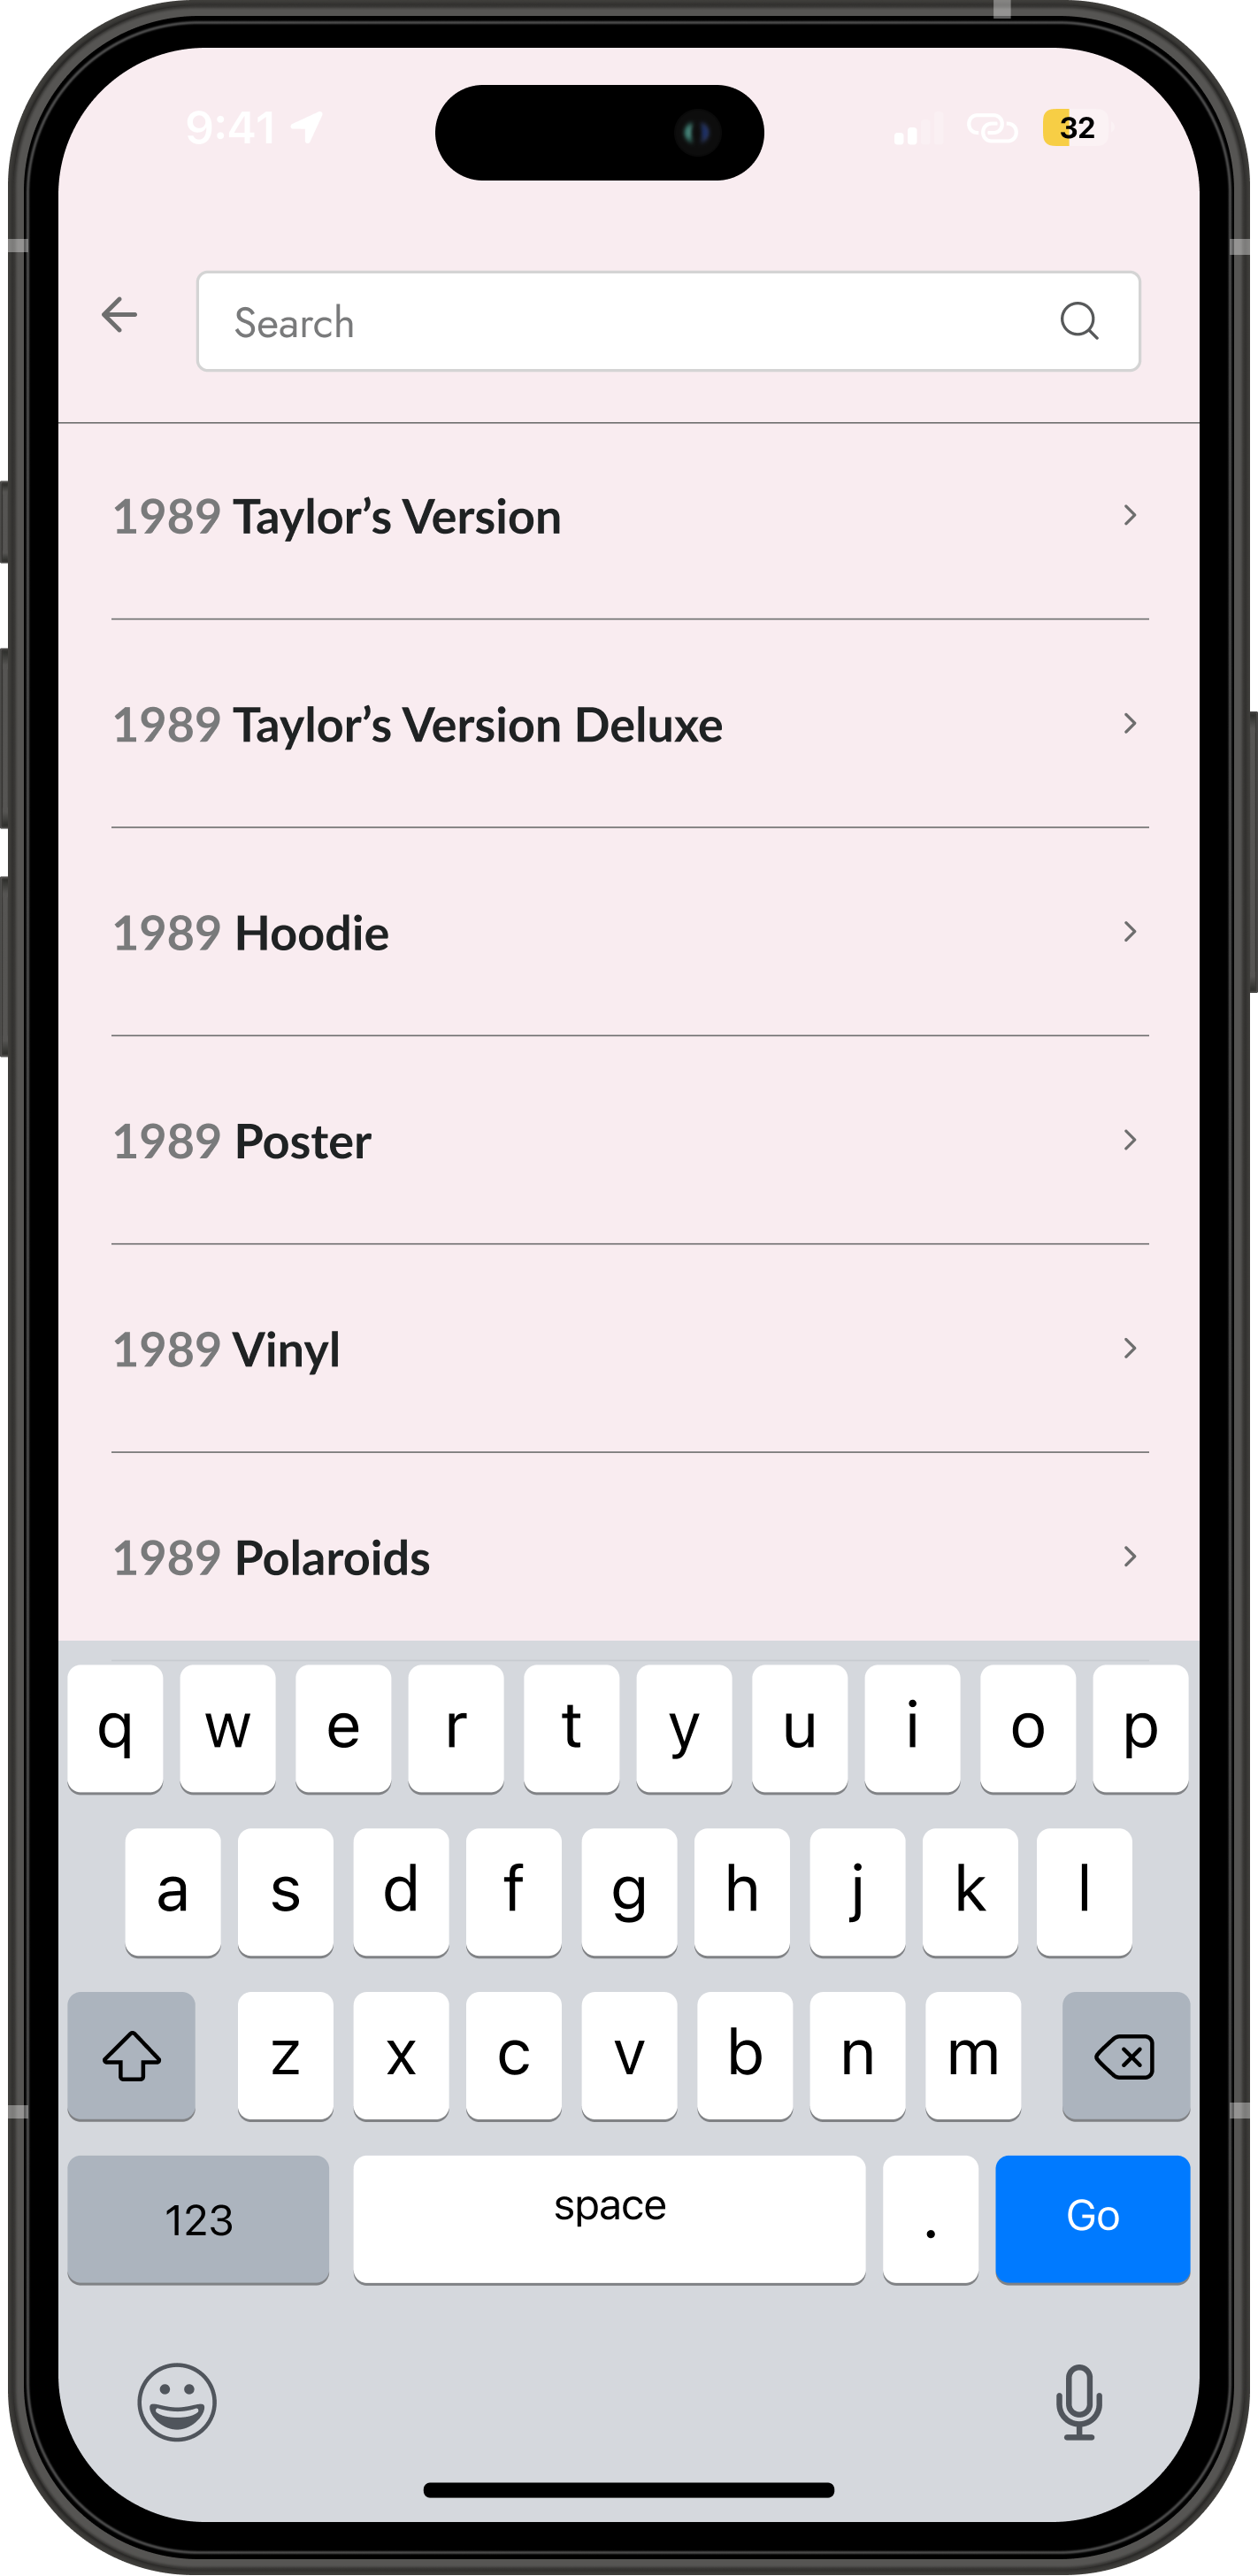 9:41
32
Search
1989 Taylor’s Version
1989 Taylor’s Version Deluxe
1989 Hoodie
1989 Poster
1989 Vinyl
1989 Polaroids
q w e r t y u i o p
a s d f g h j k l
z x c v b n m
123 space . Go